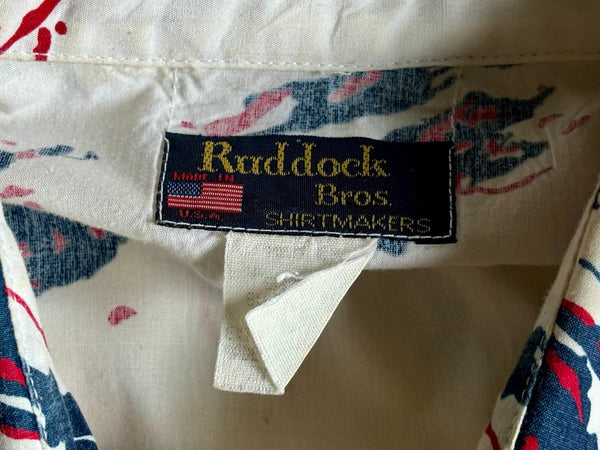 Ruddock
MADE IN
Bros.
U.S.A.
SHIRTMAKERS